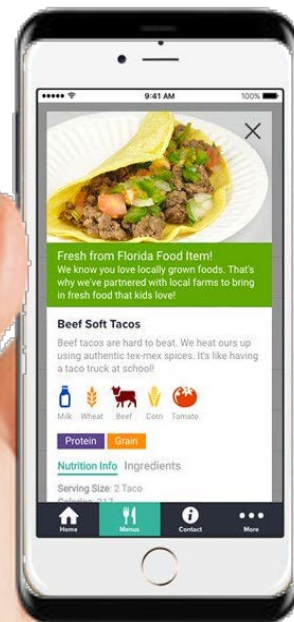 9:41 AM 100%
Fresh from Florida Food Item!
We know you love locally grown foods. That's
why we've partnered with local farms to bring
in fresh food that kids love!
Beef Soft Tacos
Beef tacos are hard to beat. We heat ours up
using authentic tex-mex spices. It's like having
a taco truck at school!
Milk Wheat Beef Corn Tomato
Protein Grain
Nutrition Info Ingredients
Serving Size: 2 Taco
Home Menus Contact More